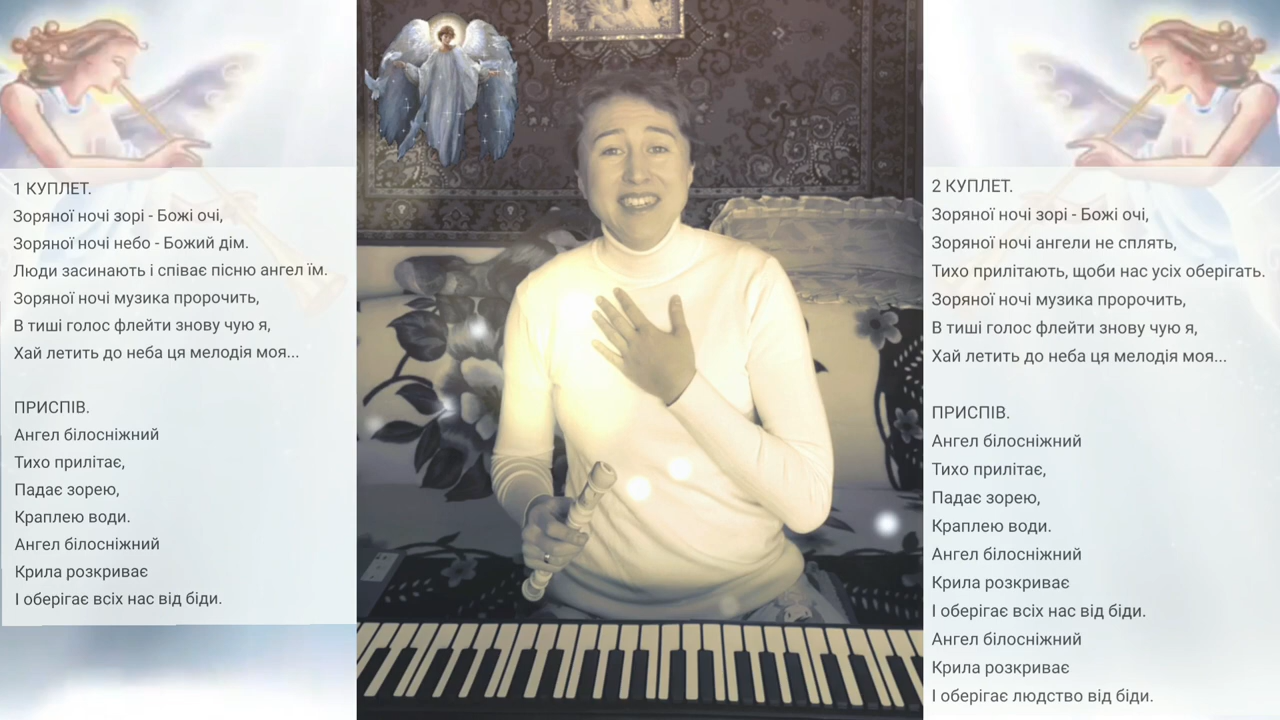 1 КУПЛЕТ.
Зоряної ночі зорі - Божі очі,
Зоряної ночі небо - Божий дім.
Люди засинають і співає пісню ангел їм.
Зоряної ночі музика пророчить,
В тиші голос флейти знову чую я,
Хай летить до неба ця мелодія моя...
ПРИСПІВ.
Ангел білосніжний
Тихо прилітає,
Падає зорею,
Краплею води.
Ангел білосніжний
Крила розкриває
І оберігає всіх нас від біди.
2 КУПЛЕТ.
Зоряної ночі зорі - Божі очі,
Зоряної ночі ангели не сплять,
Тихо прилітають, щоби нас усіх оберігать.
Зоряної ночі музика пророчить,
В тиші голос флейти знову чую я,
Хай летить до неба ця мелодія моя...
ПРИСПІВ.
Ангел білосніжний
Тихо прилітає,
Падає зорею,
Краплею води.
Ангел білосніжний
Крила розкриває
І оберігає всіх нас від біди.
Ангел білосніжний
Крила розкриває
І оберігає людство від біди.